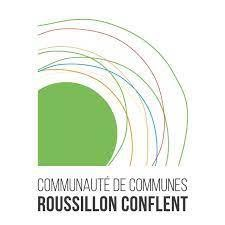 COMMUNAUTÉ DE COMMUNES
ROUSSILLON CONFLENT